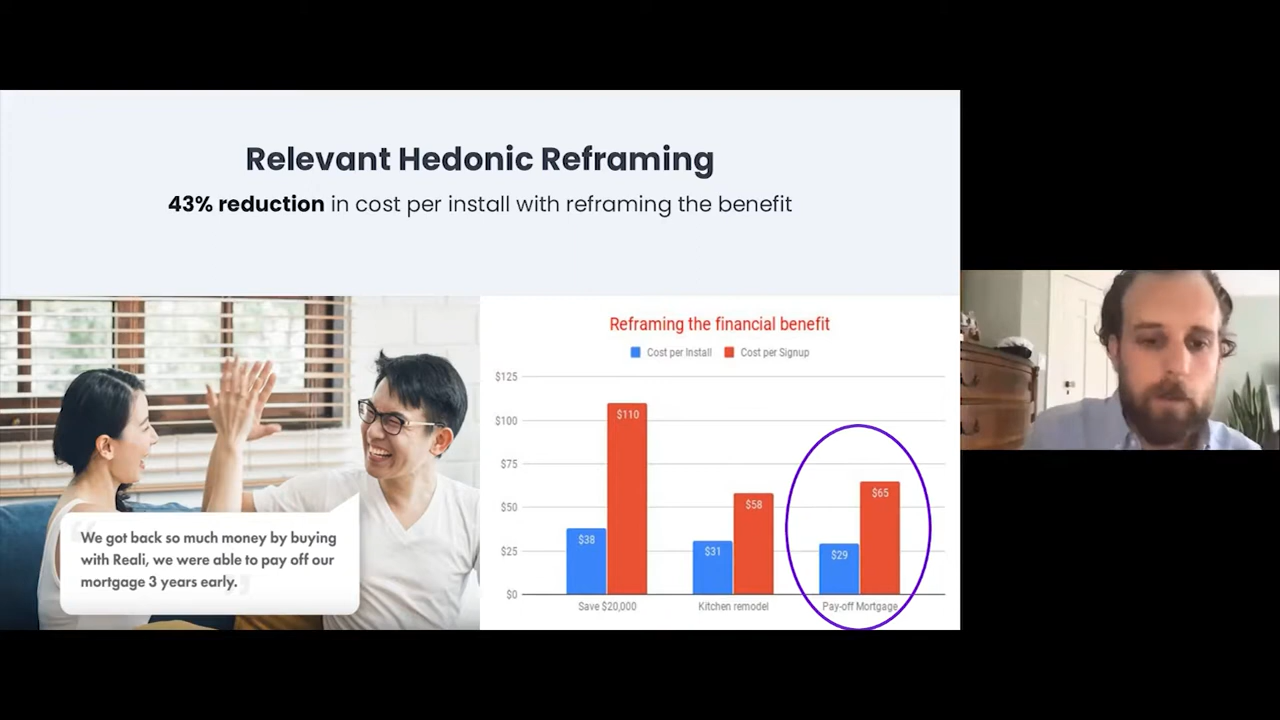 Relevant Hedonic Reframing
43% reduction in cost per install with reframing the benefit
We got back so much money by buying
with Reali, we were able to pay off our
mortgage 3 years early.
Reframing the financial benefit
Cost per Install Cost per Signup
$125
$100
$75
$50
$25
$0
$38
$110
$31
$58
$29
$65
Save $20,000
Kitchen remodel
Pay-off Mortgage